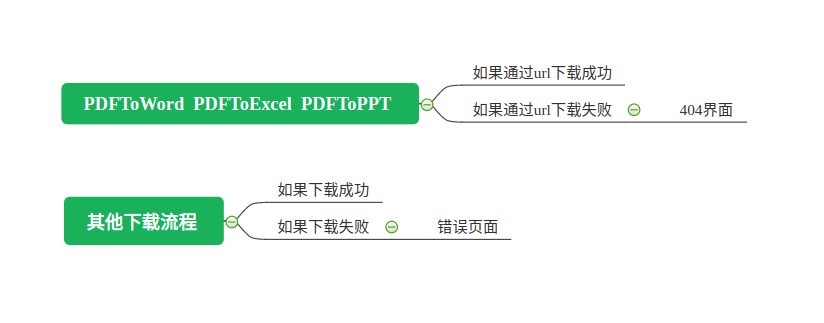 如果通过url下载成功
PDFToWord  PDFToExcel  PDFToPPT
如果通过url下载失败
404界面
如果下载成功
其他下载流程
如果下载失败
错误页面